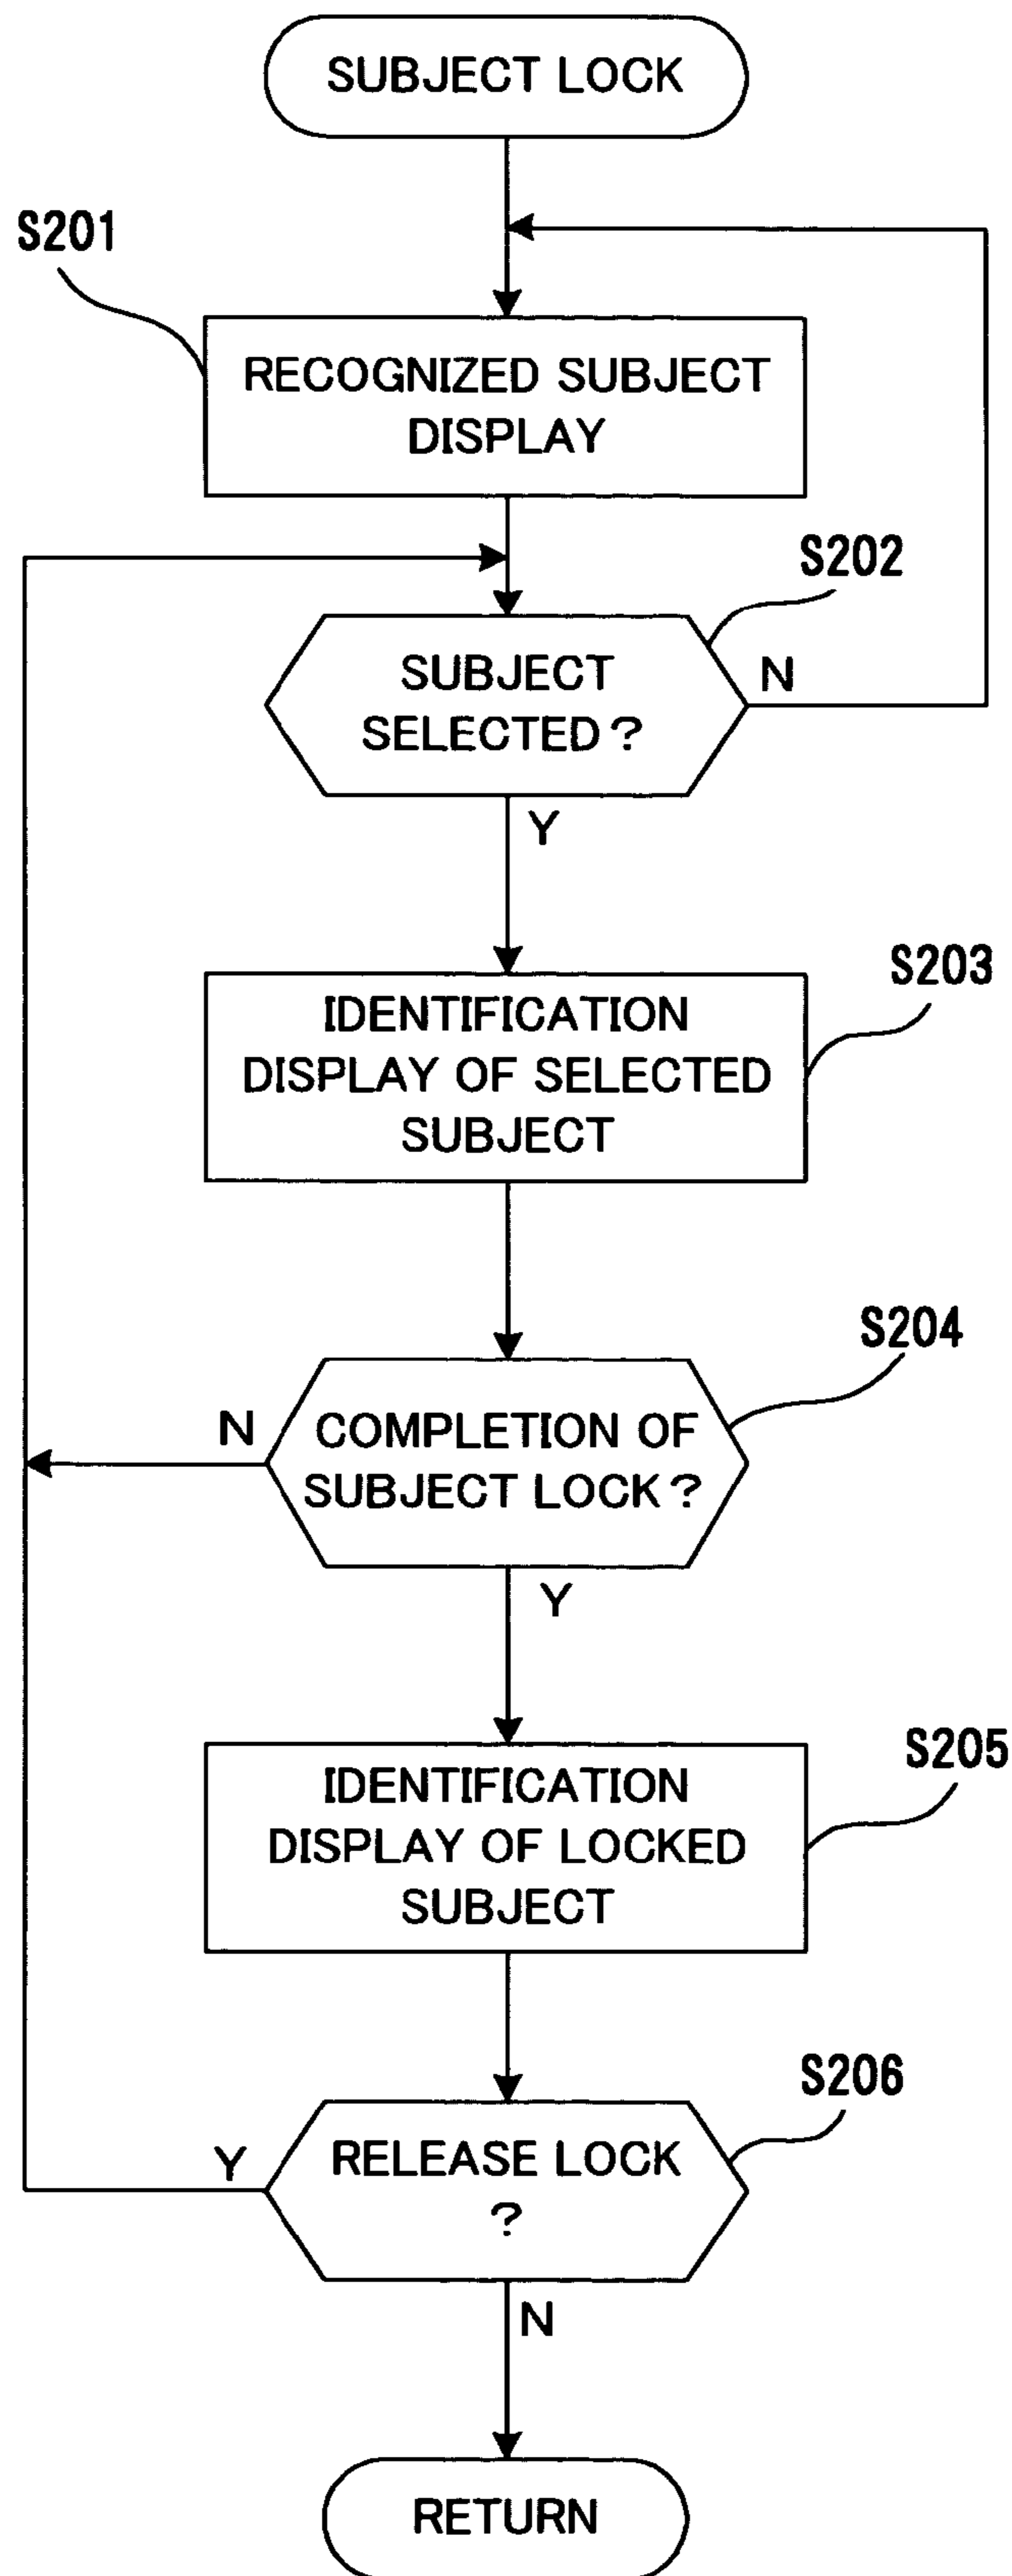 SUBJECT LOCK
S201
RECOGNIZED SUBJECT
DISPLAY
S202
SUBJECT
SELECTED?
N
Y
S203
IDENTIFICATION
DISPLAY OF SELECTED
SUBJECT
S204
N
COMPLETION OF
SUBJECT LOCK?
Y
S205
IDENTIFICATION
DISPLAY OF LOCKED
SUBJECT
S206
Y
RELEASE LOCK
?
N
RETURN